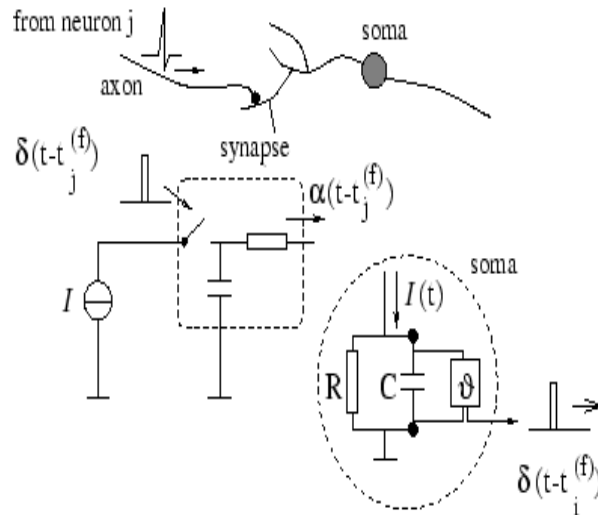 from neuron j
axon
soma
synapse
δ(t-t_j^(f))
α(t-t_j^(f))
I
soma
I(t)
R
C
ϑ
δ(t-t_i^(f))